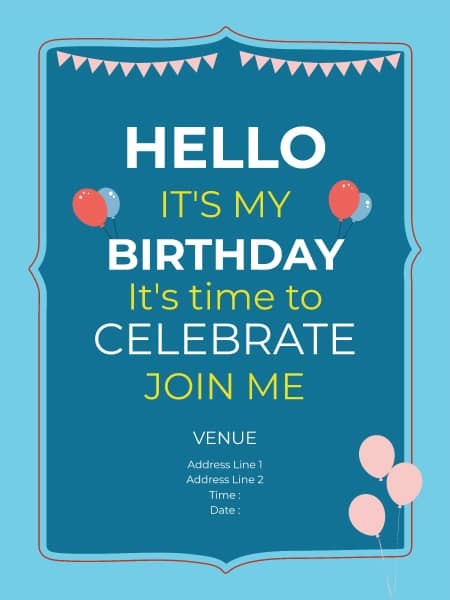 HELLO
IT'S MY
BIRTHDAY
It's time to
CELEBRATE
JOIN ME
VENUE
Address Line 1
Address Line 2
Time :
Date :